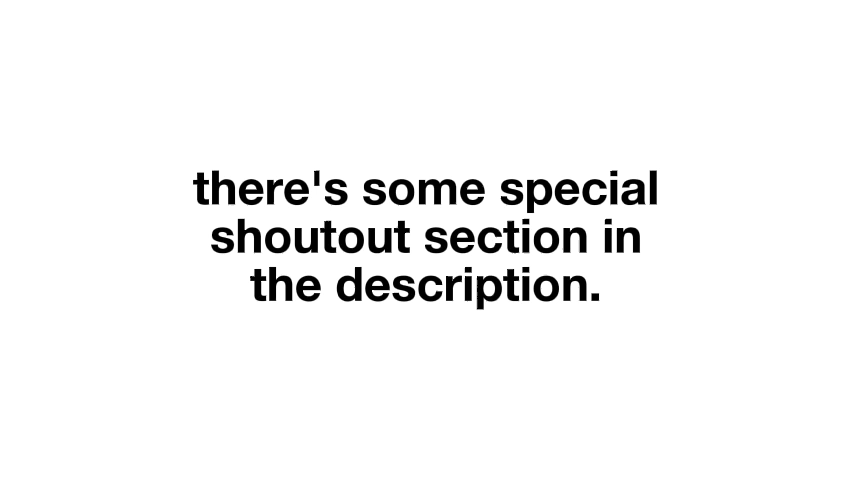 there's some special
shoutout section in
the description.